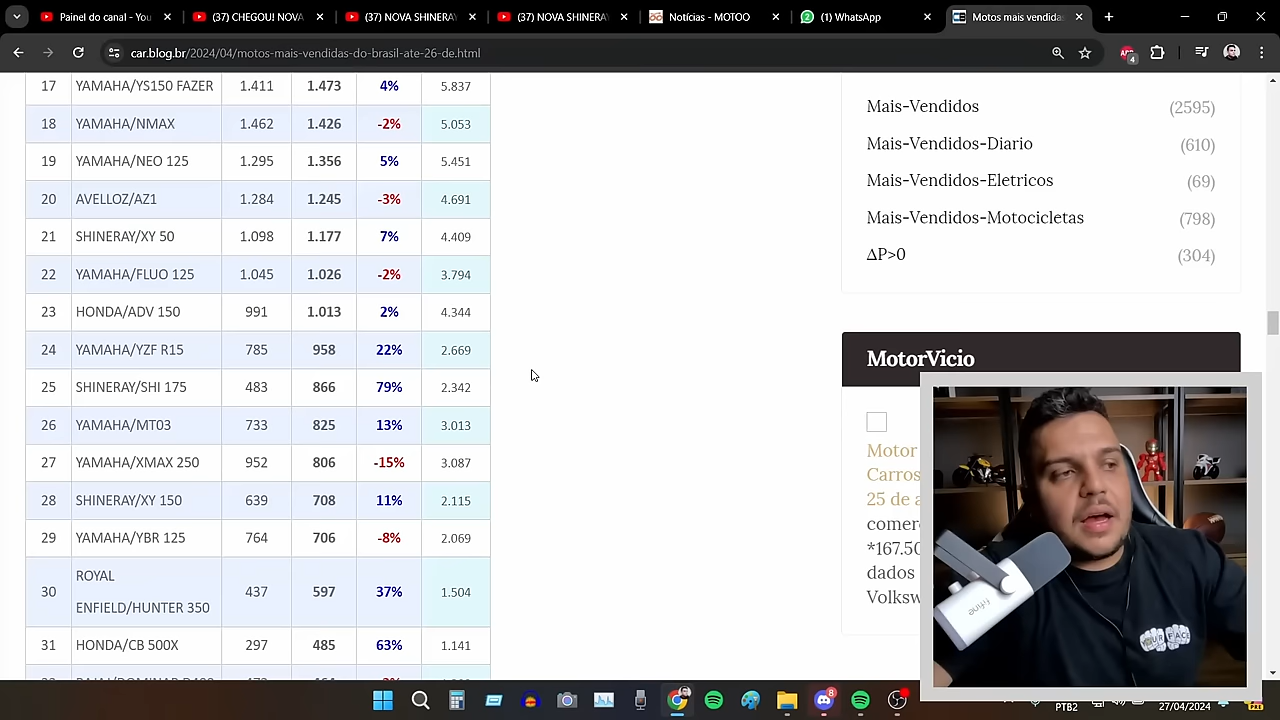 Painel do canal - You
(37) CHEGOU! NOVA
(37) NOVA SHINERAY
(37) NOVA SHINERAY
Notícias - MOTOO
(1) WhatsApp
Motos mais vendidas
car.blog.br/2024/04/motos-mais-vendidas-do-brasil-ate-26-de.html
4
17 YAMAHA/YS150 FAZER 1.411 1.473 4% 5.837
18 YAMAHA/NMAX 1.462 1.426 -2% 5.053
19 YAMAHA/NEO 125 1.295 1.356 5% 5.451
20 AVELLOZ/AZ1 1.284 1.245 -3% 4.691
21 SHINERAY/XY 50 1.098 1.177 7% 4.409
22 YAMAHA/FLUO 125 1.045 1.026 -2% 3.794
23 HONDA/ADV 150 991 1.013 2% 4.344
24 YAMAHA/YZF R15 785 958 22% 2.669
25 SHINERAY/SHI 175 483 866 79% 2.342
26 YAMAHA/MT03 733 825 13% 3.013
27 YAMAHA/XMAX 250 952 806 -15% 3.087
28 SHINERAY/XY 150 639 708 11% 2.115
29 YAMAHA/YBR 125 764 706 -8% 2.069
30 ROYAL
ENFIELD/HUNTER 350 437 597 37% 1.504
31 HONDA/CB 500X 297 485 63% 1.141
Mais-Vendidos (2595)
Mais-Vendidos-Diario (610)
Mais-Vendidos-Eletricos (69)
Mais-Vendidos-Motocicletas (798)
ΔP>0 (304)
MotorVicio
Motor
Carros
25 de a
comerc
*167.50
dados
Volksw
fifine
YOUR FACE
8
PTB2
27/04/2024